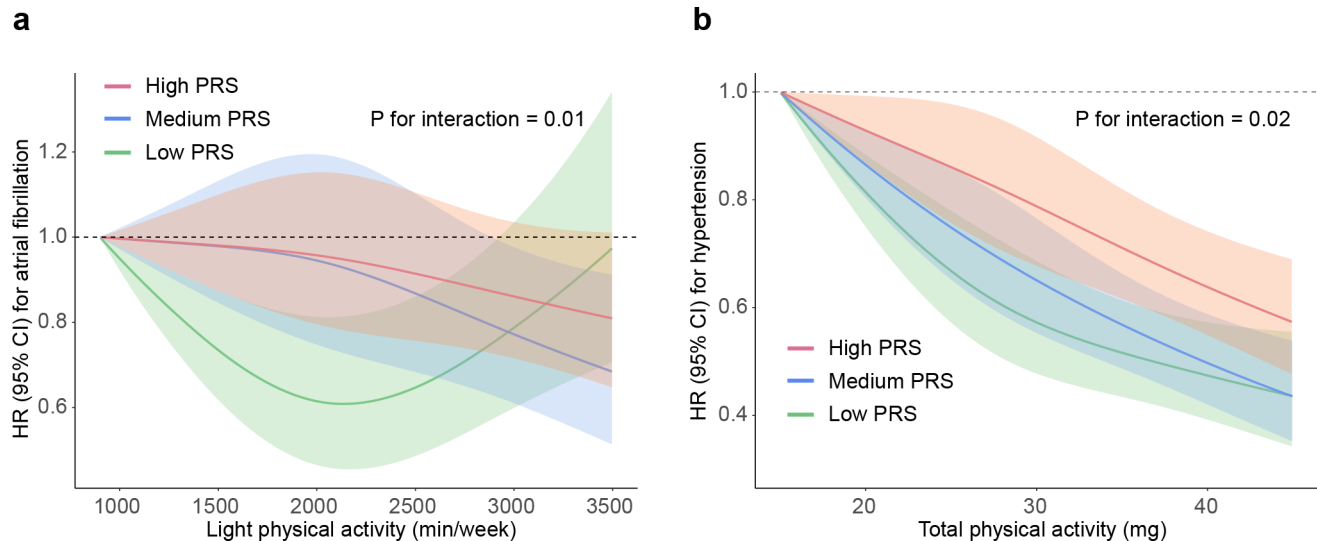 a
High PRS
Medium PRS
Low PRS
P for interaction = 0.01
HR (95% CI) for atrial fibrillation
1.2
1.0
0.8
0.6
1000 1500 2000 2500 3000 3500
Light physical activity (min/week)
b
P for interaction = 0.02
HR (95% CI) for hypertension
1.0
0.8
0.6
0.4
High PRS
Medium PRS
Low PRS
20 30 40
Total physical activity (mg)